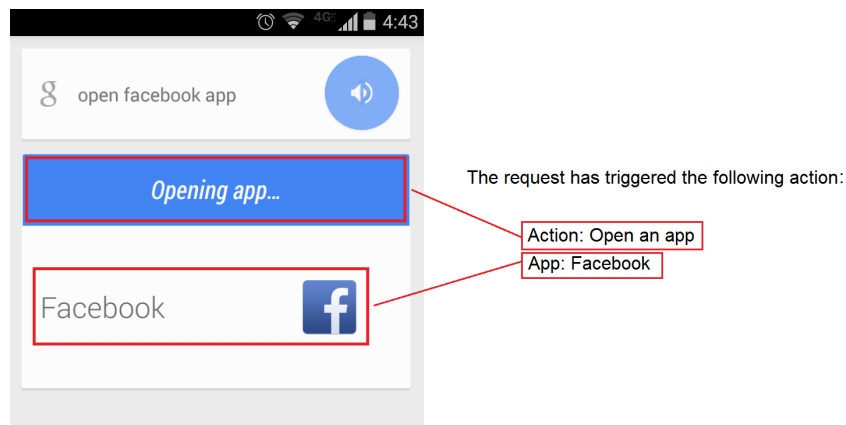 4G 4:43
g open facebook app
Opening app...
Facebook f
The request has triggered the following action:
Action: Open an app
App: Facebook